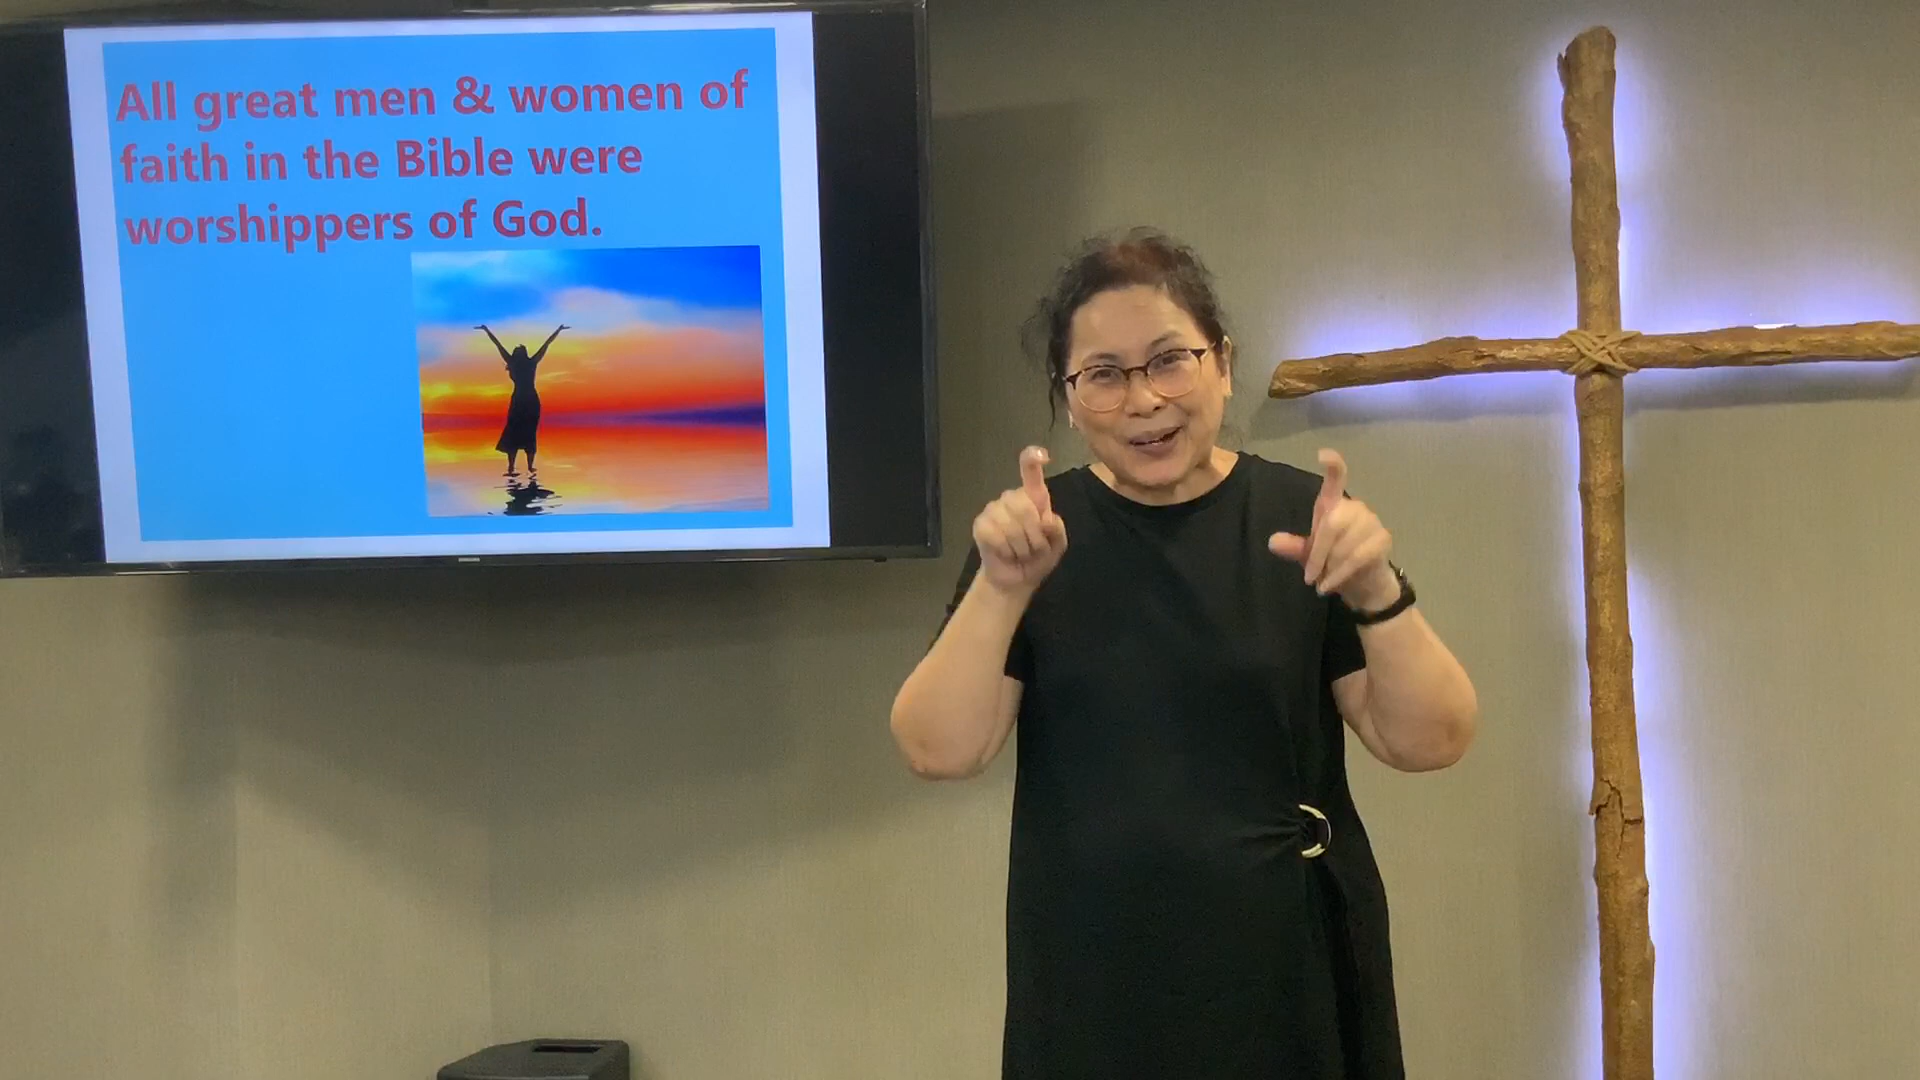 All great men & women of
faith in the Bible were
worshippers of God.